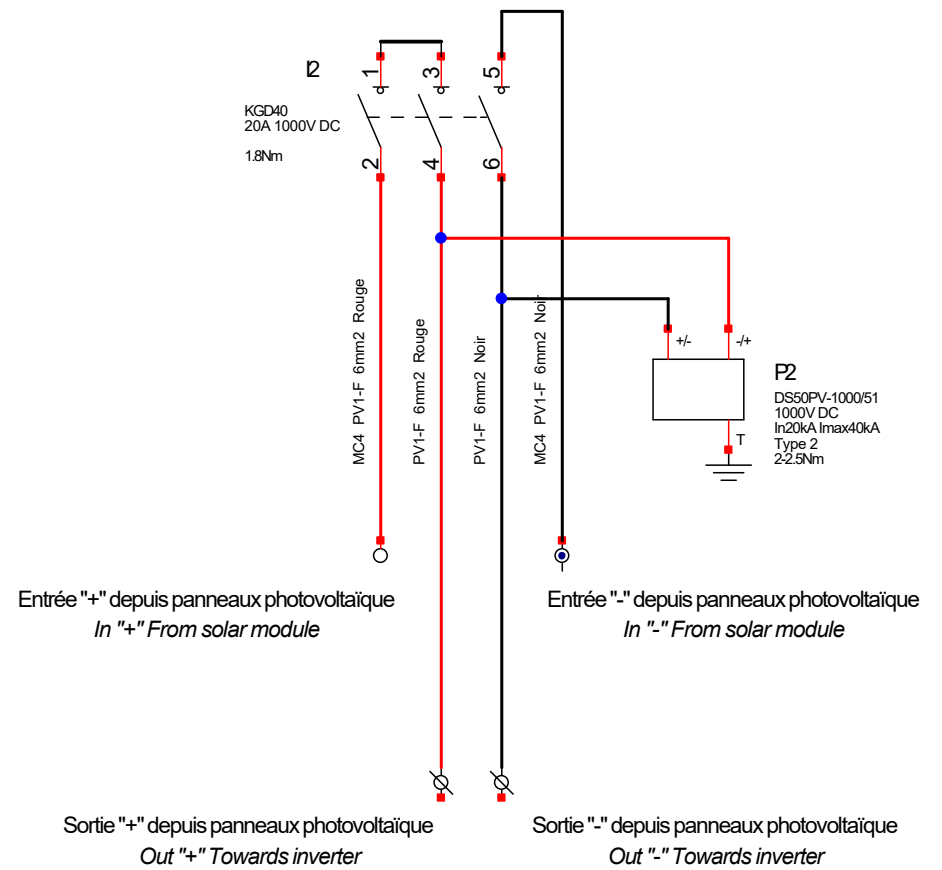 I2
1
3
5
KGD40
20A 1000V DC
1.8Nm
2
4
6
MC4 PV1-F 6mm2 Rouge
PV1-F 6mm2 Rouge
PV1-F 6mm2 Noir
MC4 PV1-F 6mm2 Noir
+/-
-/+
T
P2
DS50PV-1000/51
1000V DC
In20kA Imax40kA
Type 2
2-2.5Nm
Entrée "+" depuis panneaux photovoltaïque
In "+" From solar module
Entrée "-" depuis panneaux photovoltaïque
In "-" From solar module
Sortie "+" depuis panneaux photovoltaïque
Out "+" Towards inverter
Sortie "-" depuis panneaux photovoltaïque
Out "-" Towards inverter